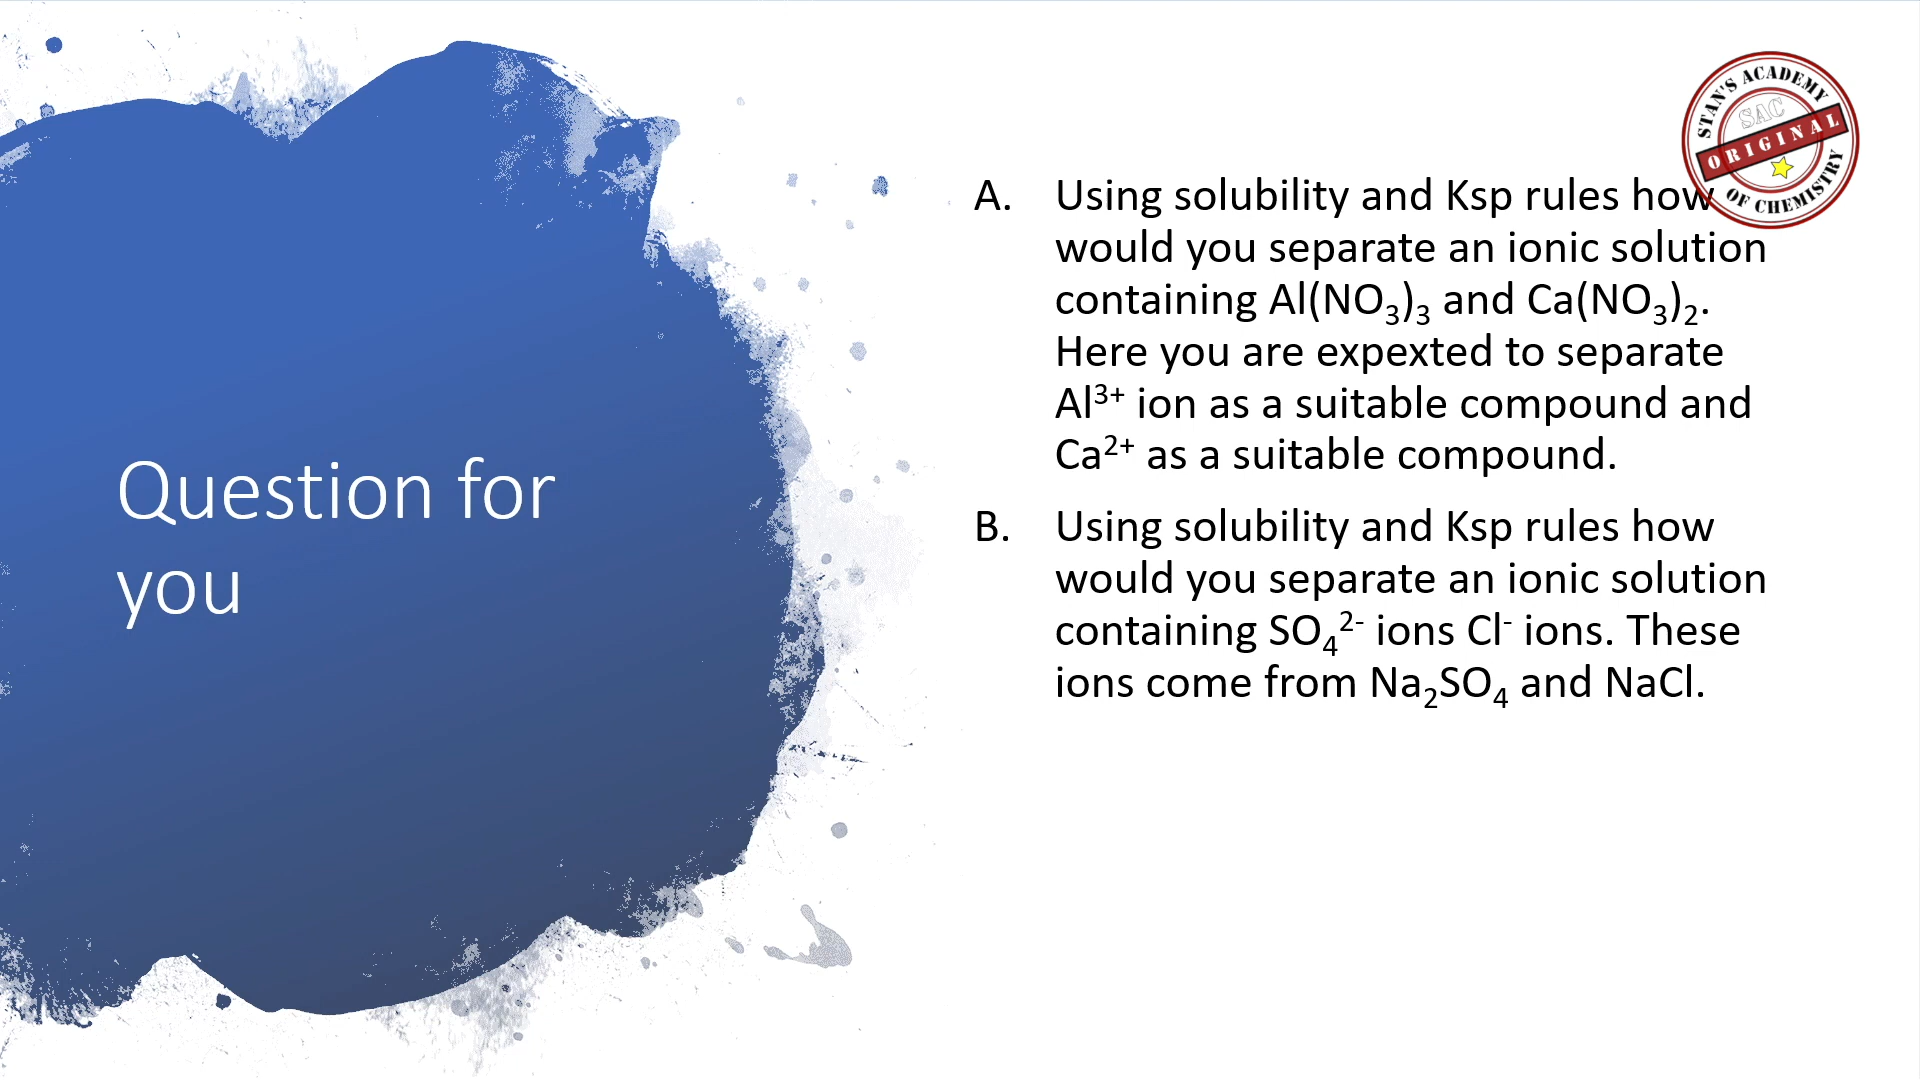 Question for
you
STAN'S ACADEMY
SAC
ORIGINAL
OF CHEMISTRY
A. Using solubility and Ksp rules how
would you separate an ionic solution
containing Al(NO₃)₃ and Ca(NO₃)₂.
Here you are expexted to separate
Al³⁺ ion as a suitable compound and
Ca²⁺ as a suitable compound.
B. Using solubility and Ksp rules how
would you separate an ionic solution
containing SO₄²⁻ ions Cl⁻ ions. These
ions come from Na₂SO₄ and NaCl.